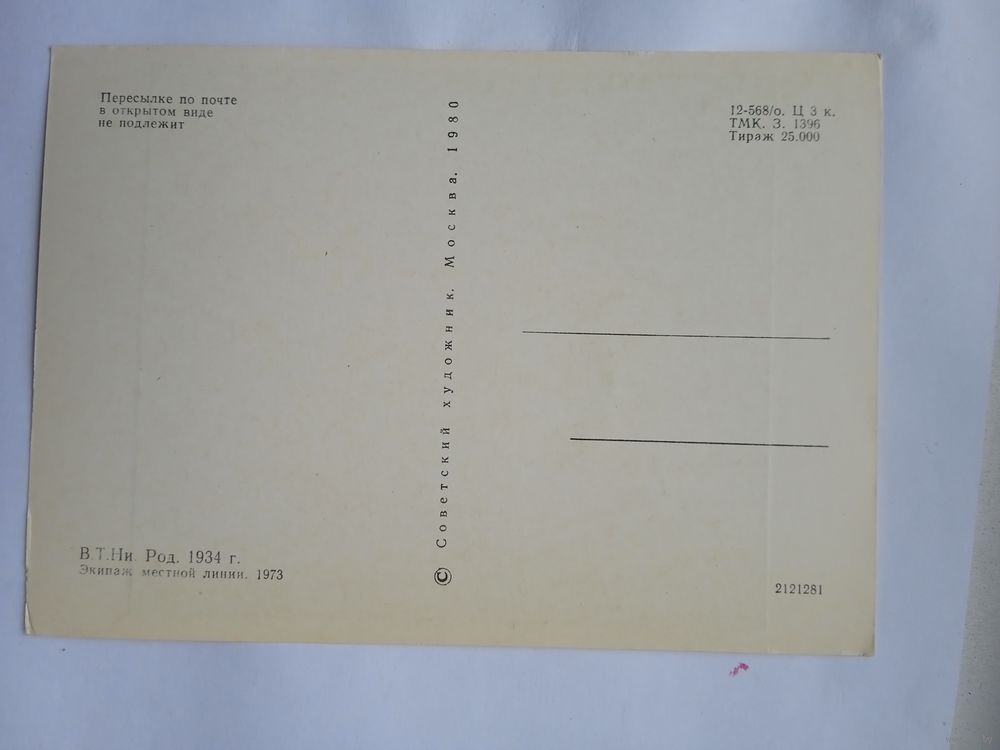 Пересылке по почте
в открытом виде
не подлежит
© Советский художник. Москва. 1980
12-568/о. Ц 3 к.
ТМК. З. 1396
Тираж 25.000
В.Т.Ни. Род. 1934 г.
Экипаж местной линии. 1973
2121281